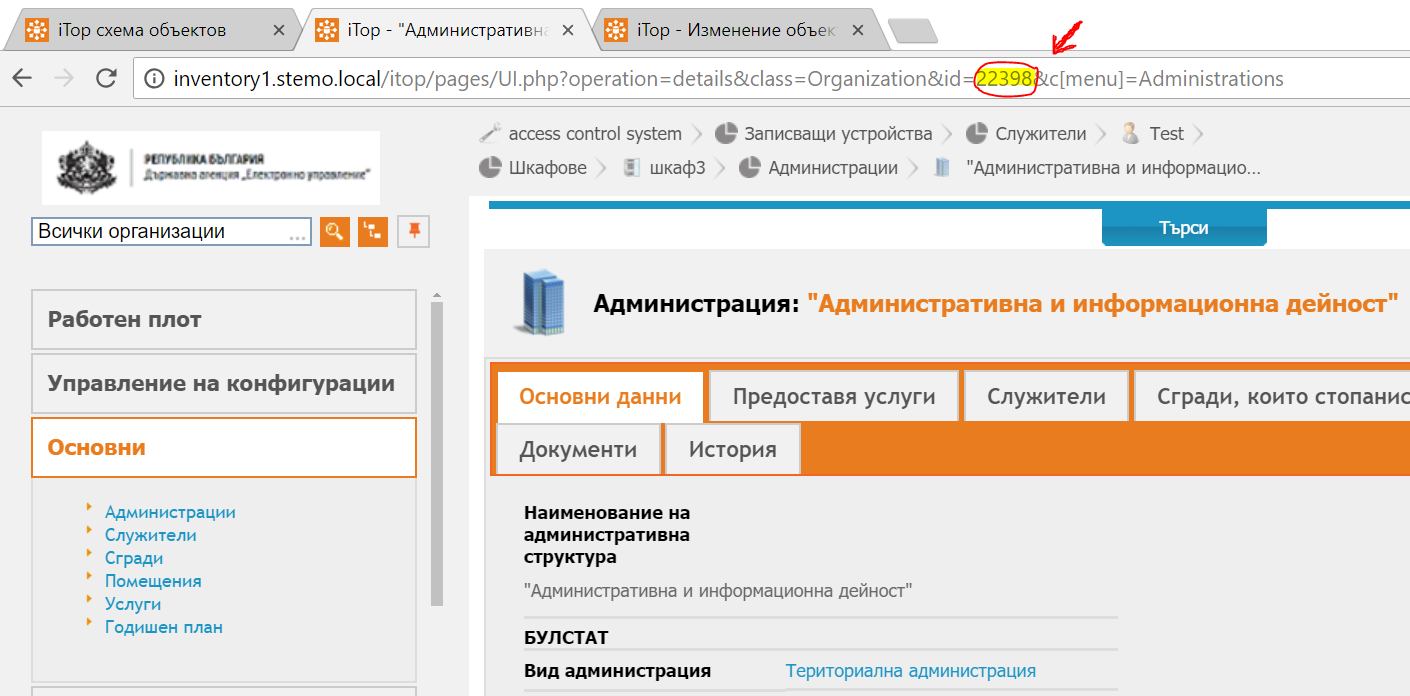 iTop схема объектов
iTop - "Административна
iTop - Изменение объек
inventory1.stemo.local/itop/pages/UI.php?operation=details&class=Organization&id=22398&c[menu]=Administrations
access control system
Записващи устройства
Служители
Test
Шкафове
шкаф3
Администрации
"Административна и информацио...
РЕПУБЛИКА БЪЛГАРИЯ
Държавна агенция „Електронно управление"
Всички организации ...
Търси
Администрация: "Административна и информационна дейност"
Работен плот
Управление на конфигурации
Основни
Администрации
Служители
Сгради
Помещения
Услуги
Годишен план
Основни данни
Предоставя услуги
Служители
Сгради, които стопанис
Документи
История
Наименование на
административна
структура
"Административна и информационна дейност"
БУЛСТАТ
Вид администрация
Териториална администрация